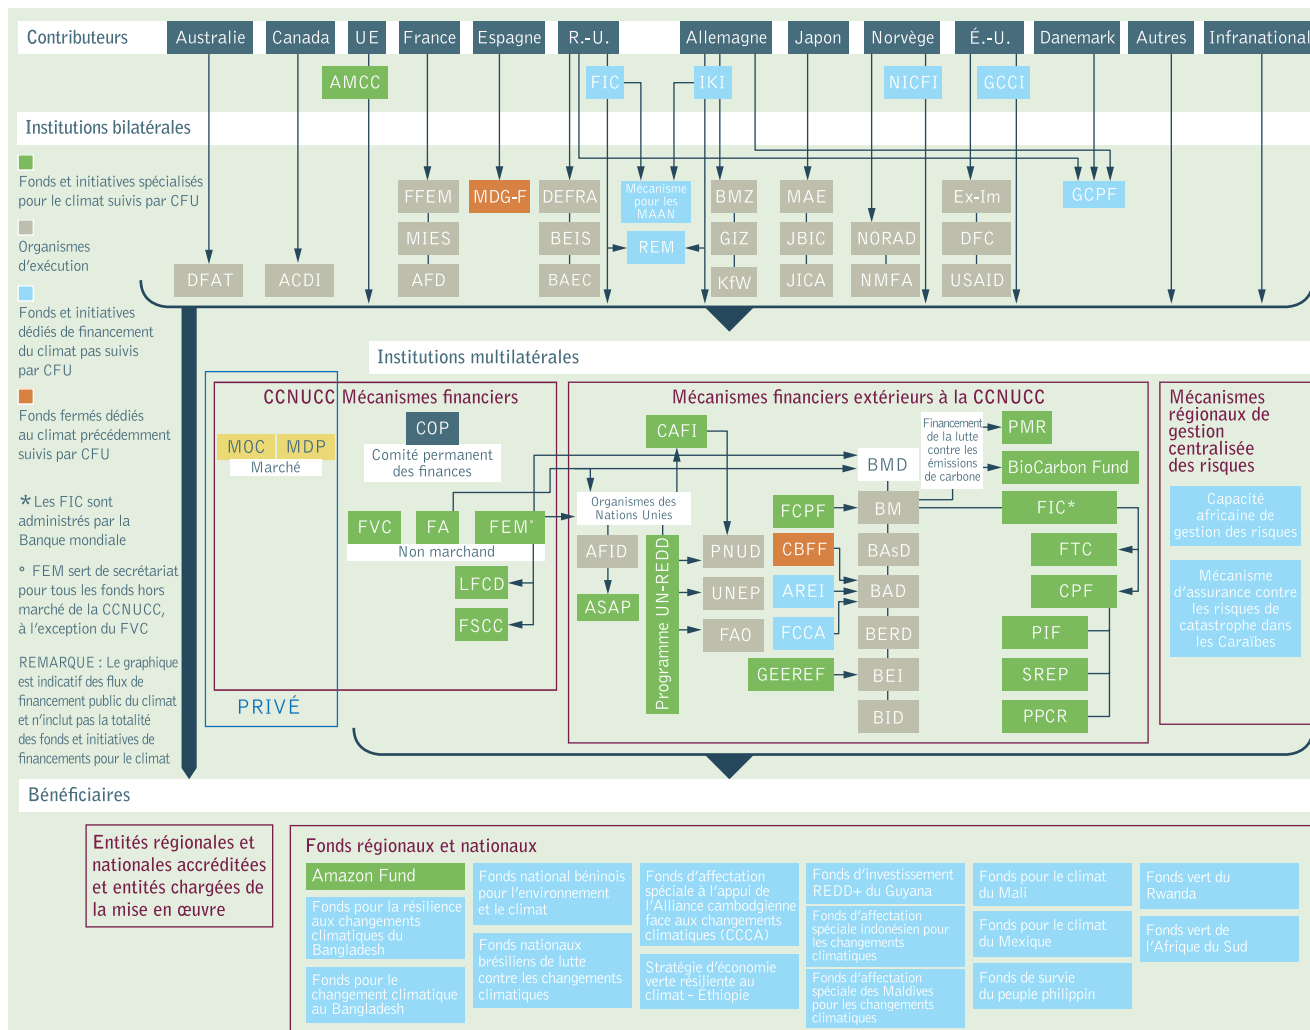 Contributeurs
Australie
Canada
UE
France
Espagne
R.-U.
Allemagne
Japon
Norvège
É.-U.
Danemark
Autres
Infranational
AMCC
FIC
IKI
NICFI
GCCI
Institutions bilatérales
Fonds et initiatives spécialisés
pour le climat suivis par CFU
Organismes
d'exécution
Fonds et initiatives
dédiés de financement
du climat pas suivis
par CFU
Fonds fermés dédiés
au climat précédemment
suivis par CFU
* Les FIC sont
administrés par la
Banque mondiale
° FEM sert de secrétariat
pour tous les fonds hors
marché de la CCNUCC,
à l'exception du FVC
REMARQUE : Le graphique
est indicatif des flux de
financement public du climat
et n'inclut pas la totalité
des fonds et initiatives de
financements pour le climat
DFAT
ACDI
FFEM
MIES
AFD
MDG-F
DEFRA
BEIS
BAEC
Mécanisme
pour les
MAAN
REM
BMZ
GIZ
KfW
MAE
JBIC
JICA
NORAD
NMFA
Ex-Im
DFC
USAID
GCPF
Institutions multilatérales
CCNUCC Mécanismes financiers
MOC
MDP
Marché
PRIVÉ
COP
Comité permanent
des finances
FVC
FA
FEM°
Non marchand
LFCD
FSCC
Mécanismes financiers extérieurs à la CCNUCC
CAFI
Organismes des
Nations Unies
AFID
ASAP
Programme UN-REDD
PNUD
UNEP
FAO
FCPF
CBFF
AREI
FCCA
GEEREF
BMD
BM
BAsD
BAD
BERD
BEI
BID
Financement
de la lutte
contre les
émissions
de carbone
PMR
BioCarbon Fund
FIC*
FTC
CPF
PIF
SREP
PPCR
Mécanismes
régionaux de
gestion
centralisée
des risques
Capacité
africaine de
gestion des risques
Mécanisme
d'assurance contre
les risques de
catastrophe dans
les Caraïbes
Bénéficiaires
Entités régionales et
nationales accréditées
et entités chargées de
la mise en œuvre
Fonds régionaux et nationaux
Amazon Fund
Fonds pour la résilience
aux changements
climatiques du
Bangladesh
Fonds pour le
changement climatique
au Bangladesh
Fonds national béninois
pour l'environnement
et le climat
Fonds nationaux
brésiliens de lutte
contre les changements
climatiques
Fonds d'affectation
spéciale à l'appui de
l'Alliance cambodgienne
face aux changements
climatiques (CCCA)
Stratégie d'économie
verte résiliente au
climat - Éthiopie
Fonds d'investissement
REDD+ du Guyana
Fonds d'affectation
spéciale indonésien pour
les changements
climatiques
Fonds d'affectation
spéciale des Maldives
pour les changements
climatiques
Fonds pour le climat
du Mali
Fonds pour le climat
du Mexique
Fonds de survie
du peuple philippin
Fonds vert du
Rwanda
Fonds vert de
l'Afrique du Sud